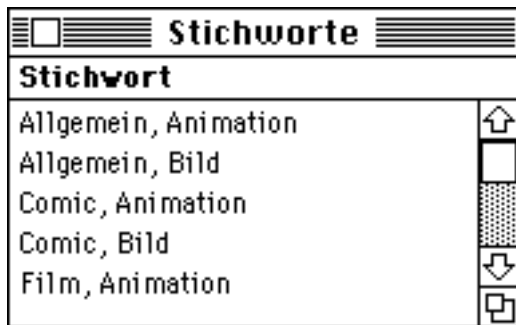 Stichworte
Stichwort
Allgemein, Animation
Allgemein, Bild
Comic, Animation
Comic, Bild
Film, Animation